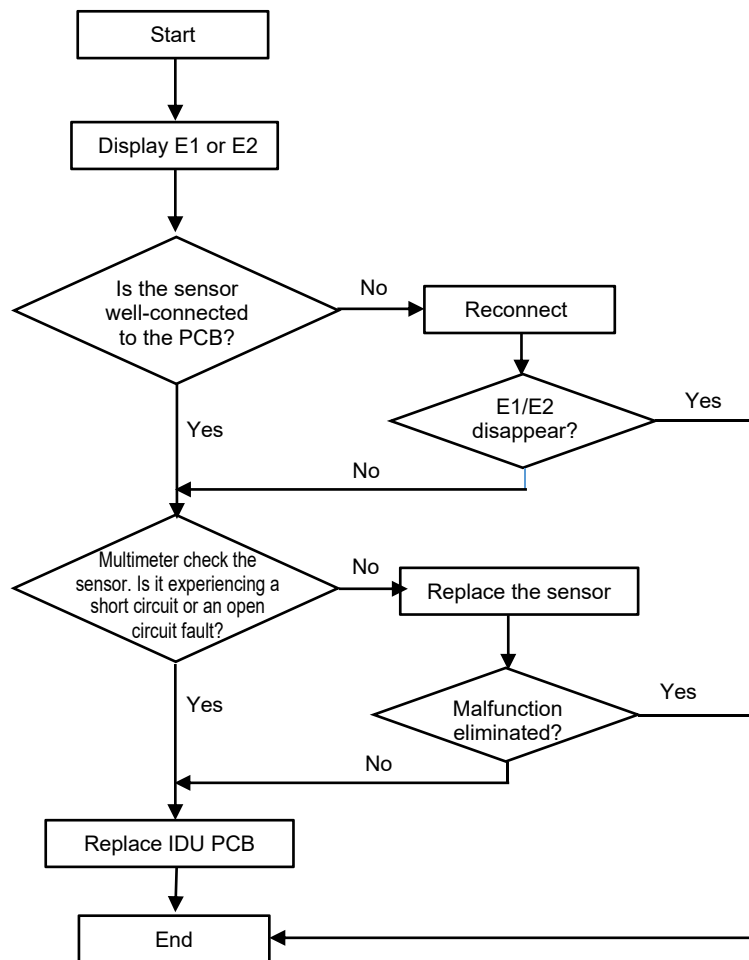 Start
Display E1 or E2
Is the sensor
well-connected
to the PCB?
No
Reconnect
E1/E2
disappear?
Yes
Yes
No
Multimeter check the
sensor. Is it experiencing a
short circuit or an open
circuit fault?
No
Replace the sensor
Yes
Malfunction
eliminated?
Yes
No
Replace IDU PCB
End